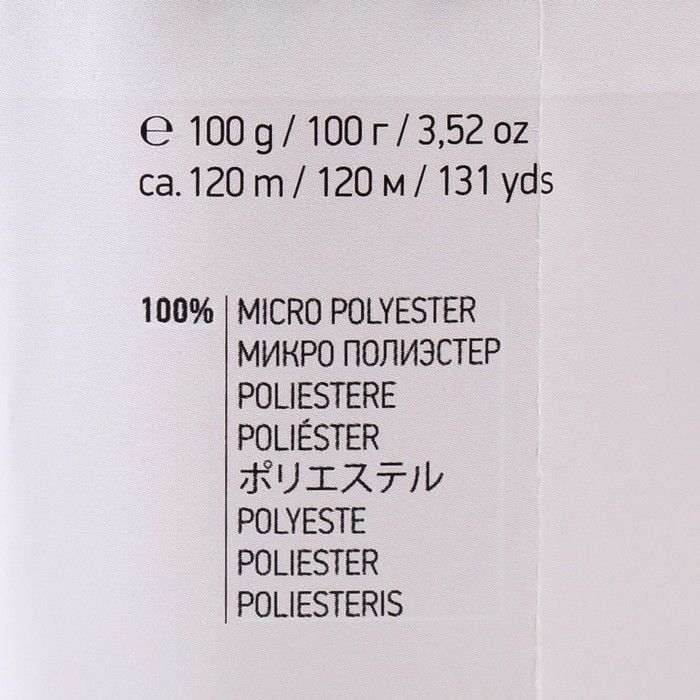 ℮ 100 g / 100 г / 3,52 oz
ca. 120 m / 120 м / 131 yds
100% MICRO POLYESTER
МИКРО ПОЛИЭСТЕР
POLIESTERE
POLIÉSTER
ポリエステル
POLYESTE
POLIESTER
POLIESTERIS